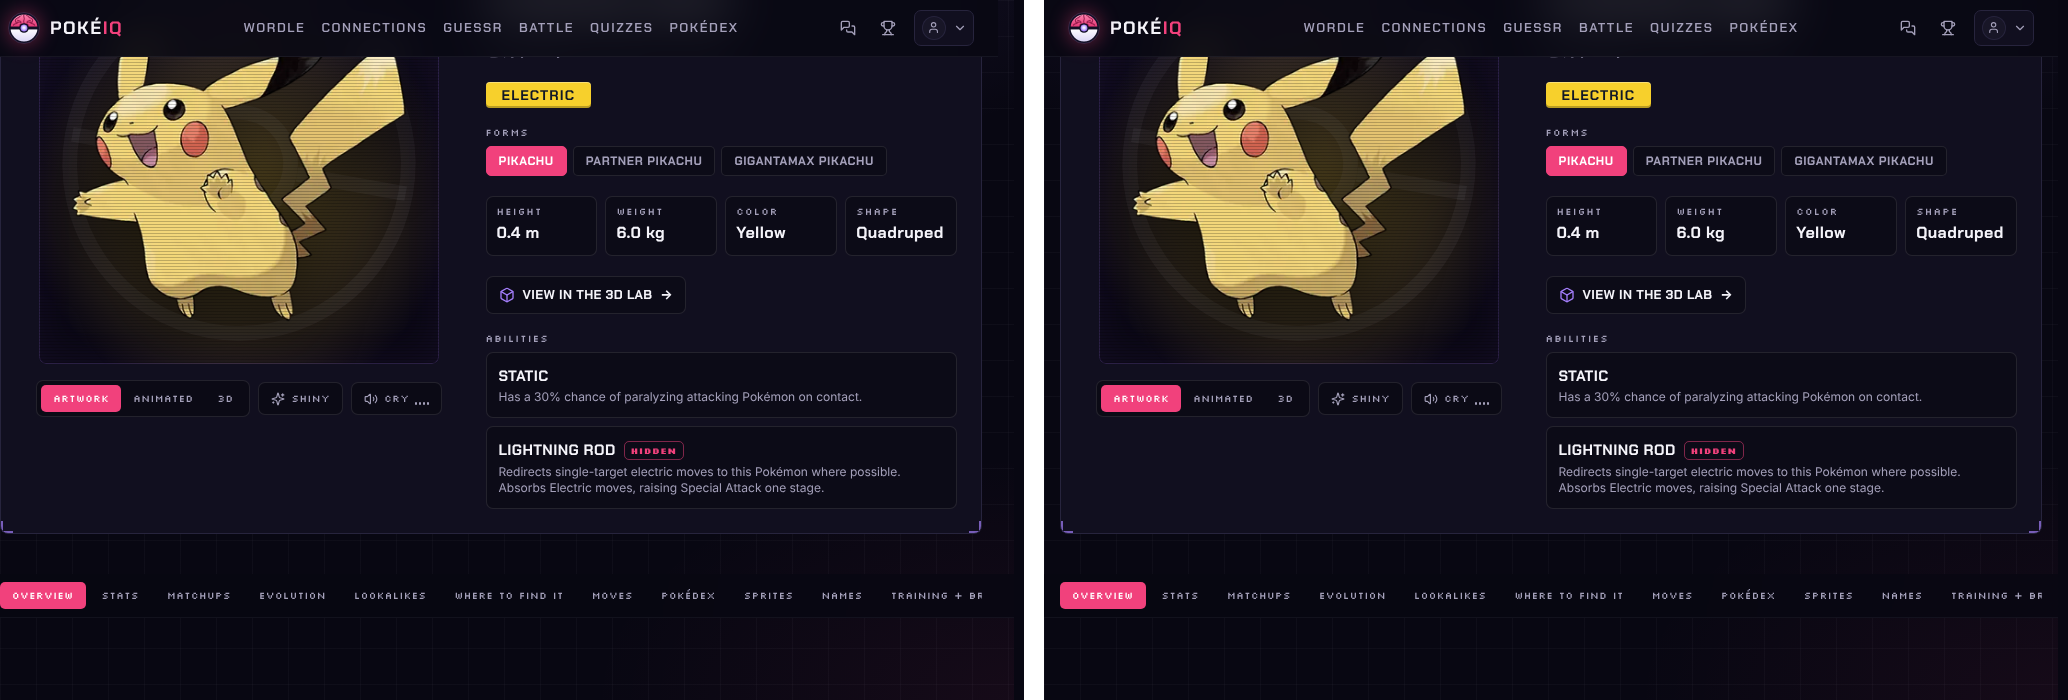 POKÉIQ WORDLE CONNECTIONS GUESSR BATTLE QUIZZES POKÉDEX
ELECTRIC
FORMS
PIKACHU PARTNER PIKACHU GIGANTAMAX PIKACHU
HEIGHT WEIGHT COLOR SHAPE
0.4 m 6.0 kg Yellow Quadruped
VIEW IN THE 3D LAB →
ABILITIES
STATIC
Has a 30% chance of paralyzing attacking Pokémon on contact.
ARTWORK ANIMATED 3D SHINY CRY
LIGHTNING ROD HIDDEN
Redirects single-target electric moves to this Pokémon where possible.
Absorbs Electric moves, raising Special Attack one stage.
OVERVIEW STATS MATCHUPS EVOLUTION LOOKALIKES WHERE TO FIND IT MOVES POKÉDEX SPRITES NAMES TRAINING + BR
POKÉIQ WORDLE CONNECTIONS GUESSR BATTLE QUIZZES POKÉDEX
ELECTRIC
FORMS
PIKACHU PARTNER PIKACHU GIGANTAMAX PIKACHU
HEIGHT WEIGHT COLOR SHAPE
0.4 m 6.0 kg Yellow Quadruped
VIEW IN THE 3D LAB →
ABILITIES
STATIC
Has a 30% chance of paralyzing attacking Pokémon on contact.
ARTWORK ANIMATED 3D SHINY CRY
LIGHTNING ROD HIDDEN
Redirects single-target electric moves to this Pokémon where possible.
Absorbs Electric moves, raising Special Attack one stage.
OVERVIEW STATS MATCHUPS EVOLUTION LOOKALIKES WHERE TO FIND IT MOVES POKÉDEX SPRITES NAMES TRAINING + BR